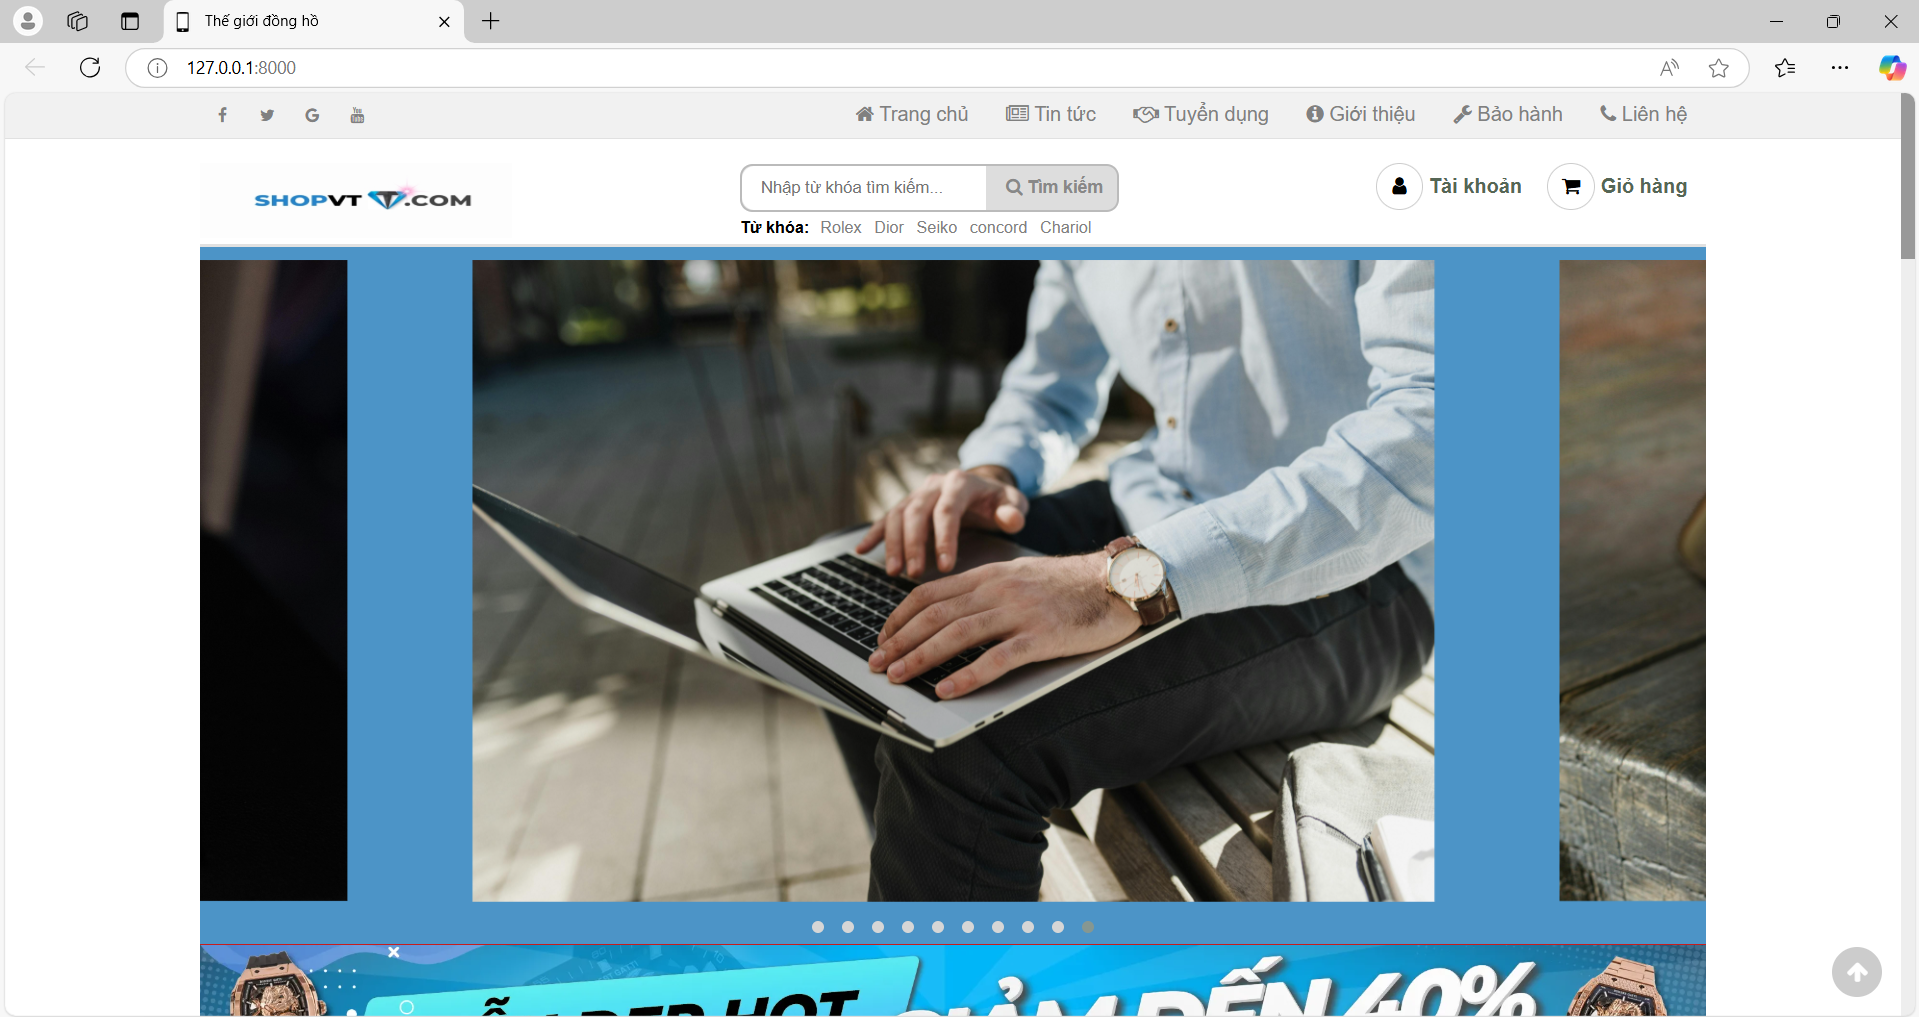 Thế giới đồng hồ
127.0.0.1:8000
Trang chủ Tin tức Tuyển dụng Giới thiệu Bảo hành Liên hệ
SHOPVT .COM
Nhập từ khóa tìm kiếm... Tìm kiếm
Tài khoản Giỏ hàng
Từ khóa: Rolex Dior Seiko concord Chariol
ĐẸP HOT
GIẢM ĐẾN 40%